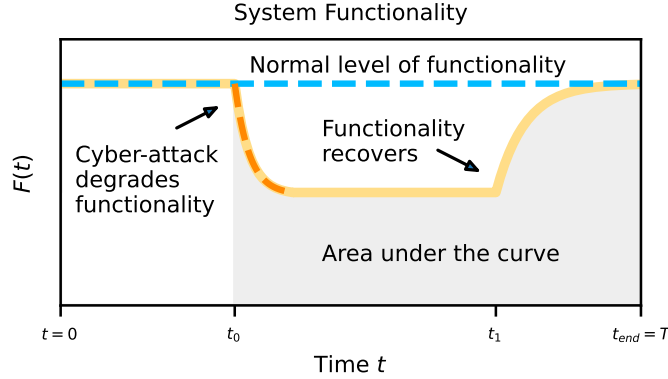 System Functionality
Normal level of functionality
Functionality
recovers
Cyber-attack
degrades
functionality
F(t)
Area under the curve
t = 0
t₀
t₁
tₑₙd = T
Time t